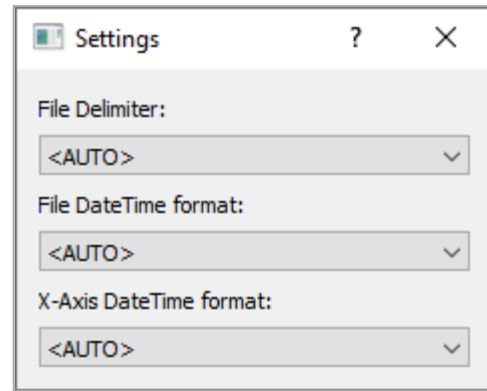 Settings
File Delimiter:
<AUTO>
File DateTime format:
<AUTO>
X-Axis DateTime format:
<AUTO>